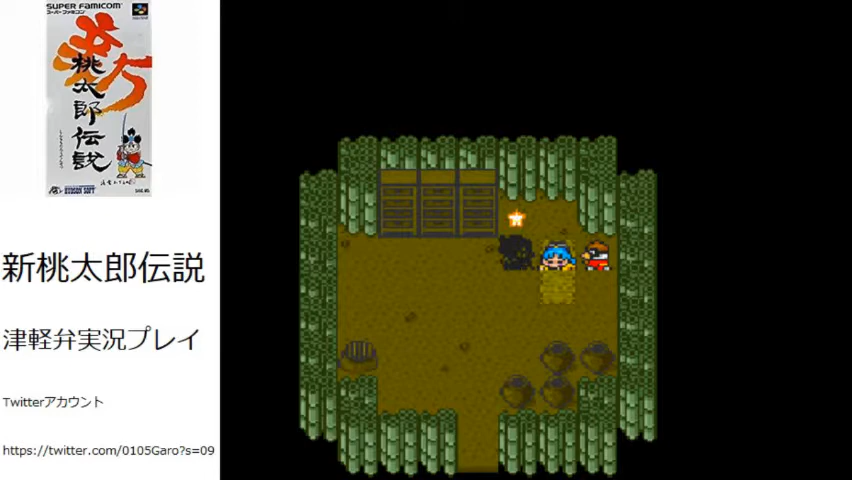 SUPER FAMICOM
スーパーファミコン
新
桃太郎伝説
HUDSON SOFT
新桃太郎伝説
津軽弁実況プレイ
Twitterアカウント
https://twitter.com/0105Garo?s=09